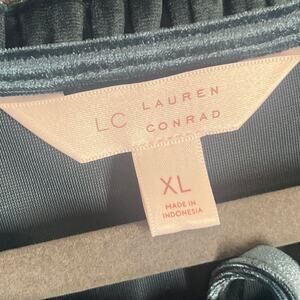 LC LAUREN
CONRAD
XL
MADE IN
INDONESIA